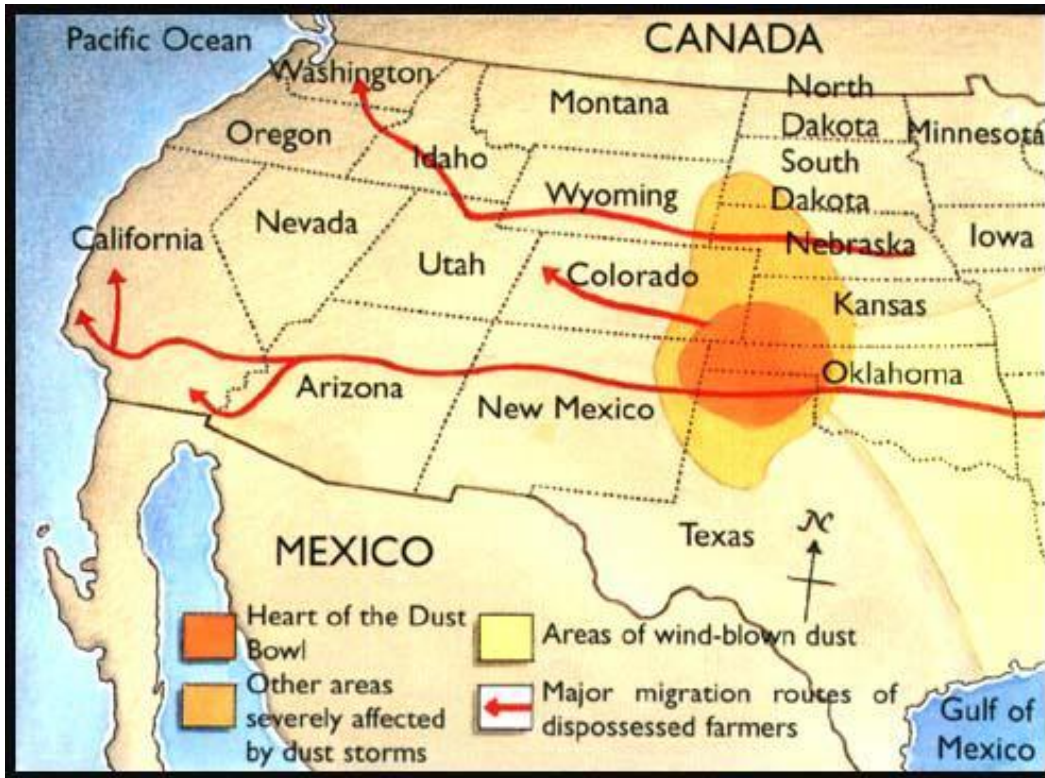 Pacific Ocean
CANADA
Washington
Montana
North
Dakota
Minnesota
Oregon
Idaho
South
Dakota
Wyoming
Nevada
California
Nebraska
Iowa
Utah
Colorado
Kansas
Arizona
New Mexico
Oklahoma
Texas
N
MEXICO
Heart of the Dust
Bowl
Other areas
severely affected
by dust storms
Areas of wind-blown dust
Major migration routes of
dispossessed farmers
Gulf of
Mexico